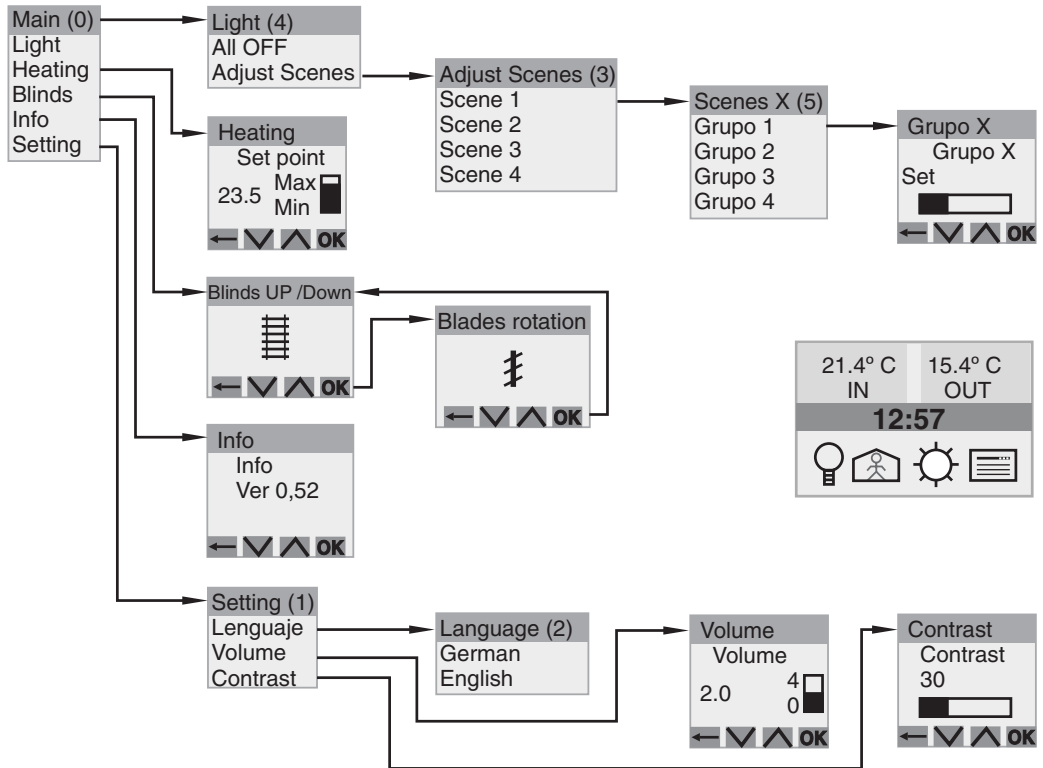 Main (0)
Light
Heating
Blinds
Info
Setting
Light (4)
All OFF
Adjust Scenes
Adjust Scenes (3)
Scene 1
Scene 2
Scene 3
Scene 4
Scenes X (5)
Grupo 1
Grupo 2
Grupo 3
Grupo 4
Grupo X
Grupo X
Set
OK
Heating
Set point
23.5 Max
Min
OK
Blinds UP /Down
OK
Blades rotation
OK
21.4º C 15.4º C
IN OUT
12:57
Info
Info
Ver 0,52
OK
Setting (1)
Lenguaje
Volume
Contrast
Language (2)
German
English
Volume
Volume
2.0 4
0
OK
Contrast
Contrast
30
OK